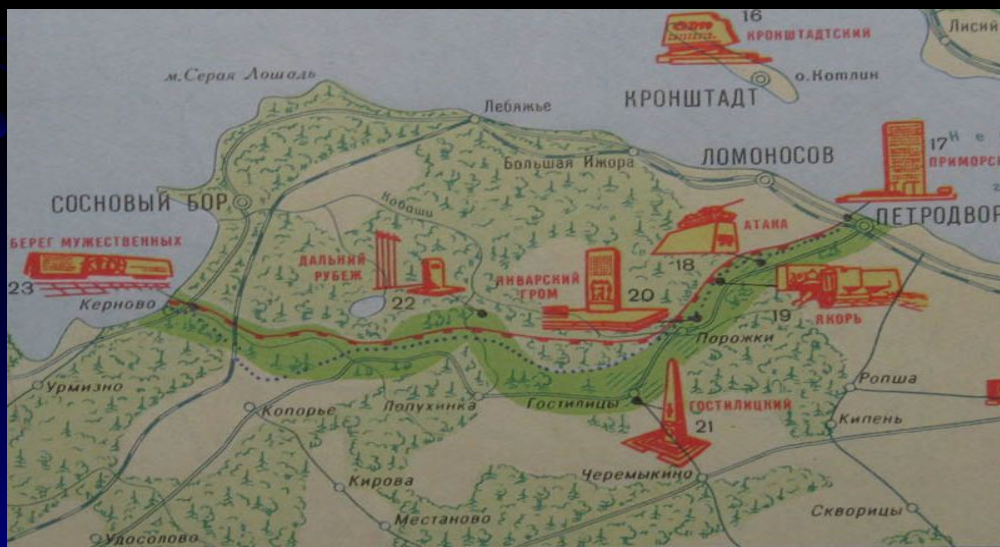 16
КРОНШТАДТСКИЙ
Лисий
м. Серая Лошадь
о. Котлин
КРОНШТАДТ
Лебяжье
17
Не
ПРИМОРС
Большая Ижора
ЛОМОНОСОВ
СОСНОВЫЙ БОР
Коваши
АТАКА
ПЕТРОДВОР
БЕРЕГ МУЖЕСТВЕННЫХ
ДАЛЬНИЙ
РУБЕЖ
18
23
ЯНВАРСКИЙ
ГРОМ
20
22
19
ЯКОРЬ
Керново
Порожки
Урмизно
Ропша
Копорье
Лопухинка
Гостилицы
ГОСТИЛИЦКИЙ
21
Кипень
Черемыкино
Кирова
Местаново
Скворицы
Удосолово